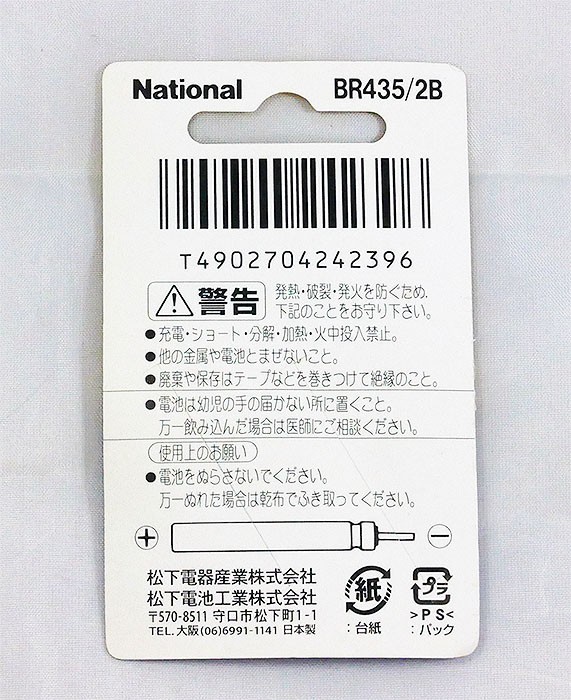 National
BR435/2B
T4902704242396
警告
発熱・破裂・発火を防ぐため、
下記のことをお守り下さい。
●充電・ショート・分解・加熱・火中投入禁止。
●他の金属や電池とまぜないこと。
●廃棄や保存はテープなどを巻きつけて絶縁のこと。
●電池は幼児の手の届かない所に置くこと。
万一飲み込んだ場合は医師にご相談ください。
使用上のお願い
●電池をぬらさないでください。
万一ぬれた場合は乾布でふき取ってください。
+ −
松下電器産業株式会社
松下電池工業株式会社
〒570-8511 守口市松下町1-1
TEL.大阪(06)6991-1141 日本製
紙
:台紙
プラ
>PS<
:パック